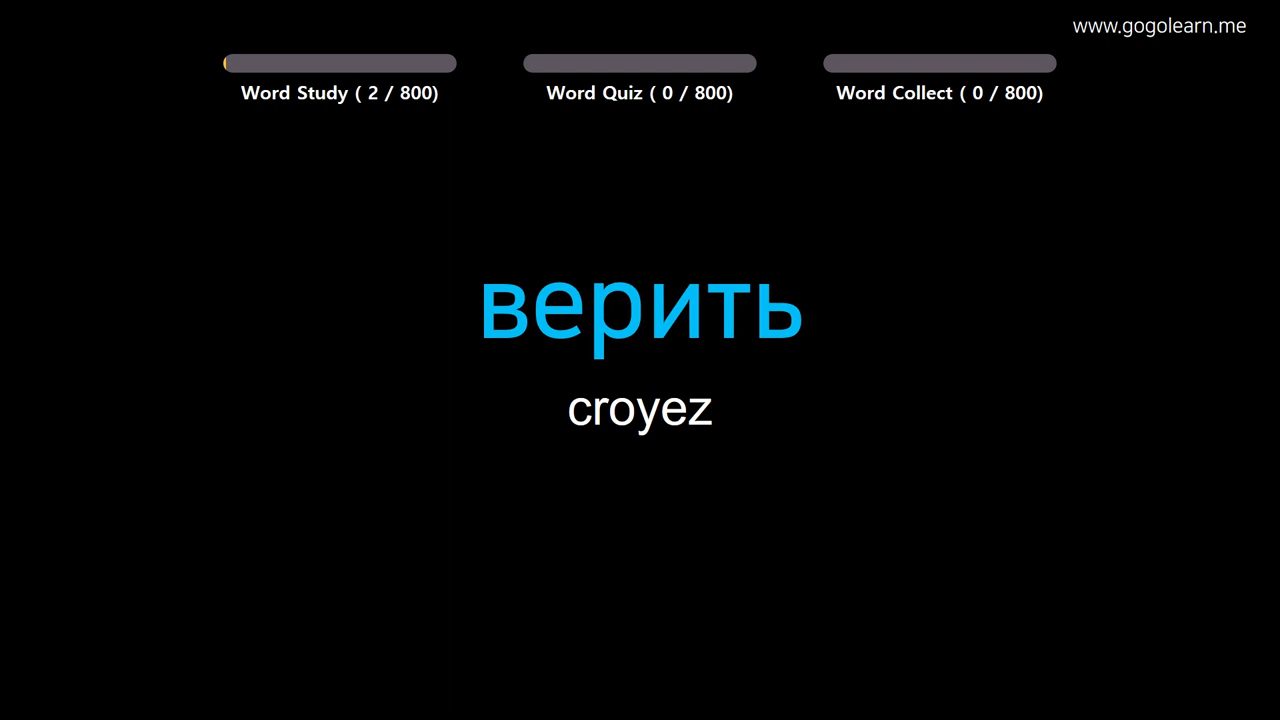 www.gogolearn.me
Word Study ( 2 / 800)
Word Quiz ( 0 / 800)
Word Collect ( 0 / 800)
верить
croyez